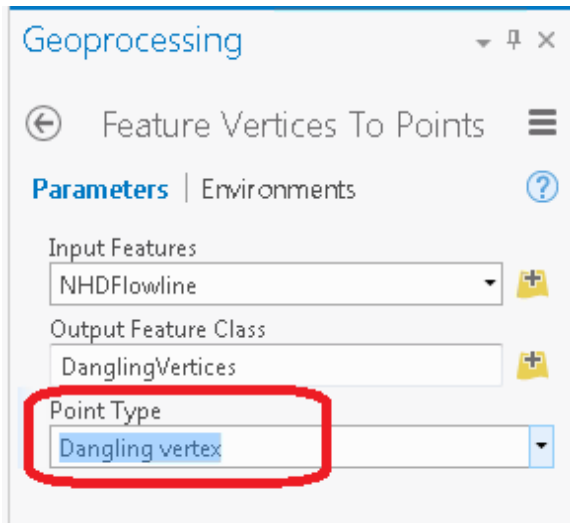 Geoprocessing
Feature Vertices To Points
Parameters | Environments
?
Input Features
NHDFlowline
Output Feature Class
DanglingVertices
Point Type
Dangling vertex